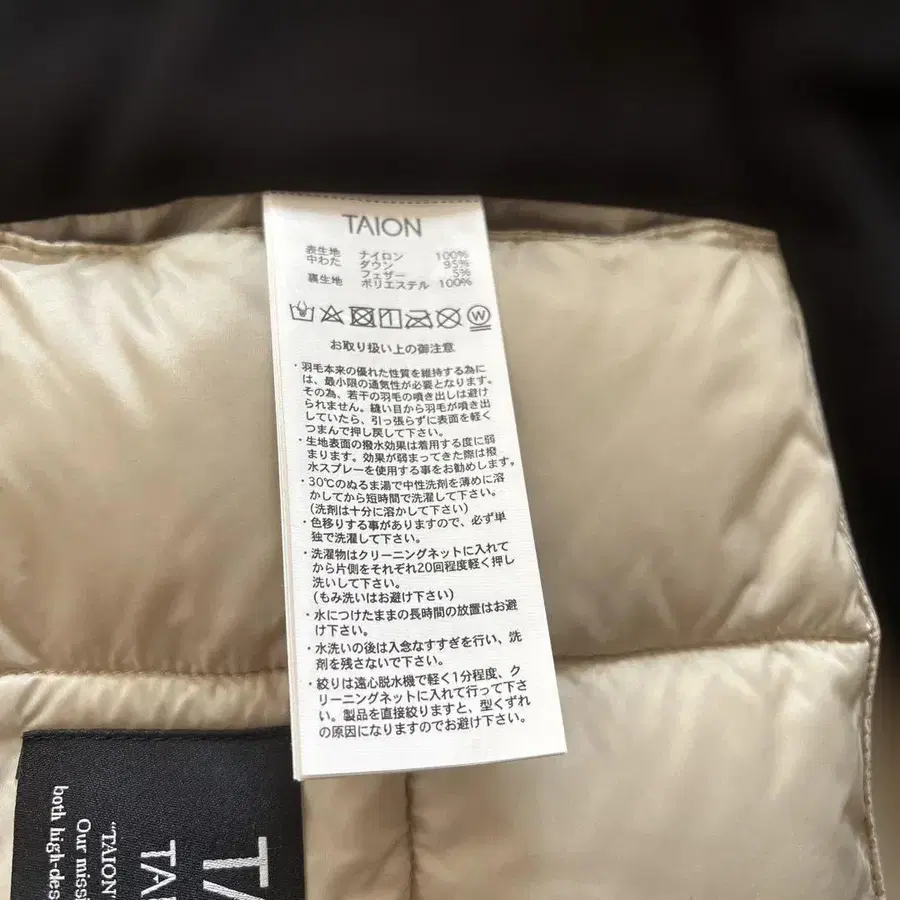 TAION
表生地 ナイロン 100%
中わた ダウン 95%
フェザー 5%
裏生地 ポリエステル 100%
W
お取り扱い上の御注意
・羽毛本来の優れた性質を維持する為に
は、最小限の通気性が必要となります。
その為、若干の羽毛の噴き出しは避け
られません。縫い目から羽毛が噴き出
していたら、引っ張らずに表面を軽く
つまんで押し戻して下さい。
・生地表面の撥水効果は着用する度に弱
まります。効果が弱まってきた際は撥
水スプレーを使用する事をお勧めします。
・30℃のぬるま湯で中性洗剤を薄めに溶
かしてから短時間で洗濯して下さい。
(洗剤は十分に溶かして下さい)
・色移りする事がありますので、必ず単
独で洗濯して下さい。
・洗濯物はクリーニングネットに入れて
から片側をそれぞれ20回程度軽く押し
洗いして下さい。
(もみ洗いはお避け下さい)
・水につけたままの長時間の放置はお避
け下さい。
・水洗いの後は入念なすすぎを行い、洗
剤を残さないで下さい。
・絞りは遠心脱水機で軽く1分程度、ク
リーニングネットに入れて行って下さ
い。製品を直接絞りますと、型くずれ
の原因になりますのでお避け下さい。
TA
TAI
"TAION"
Our missi
both high-des